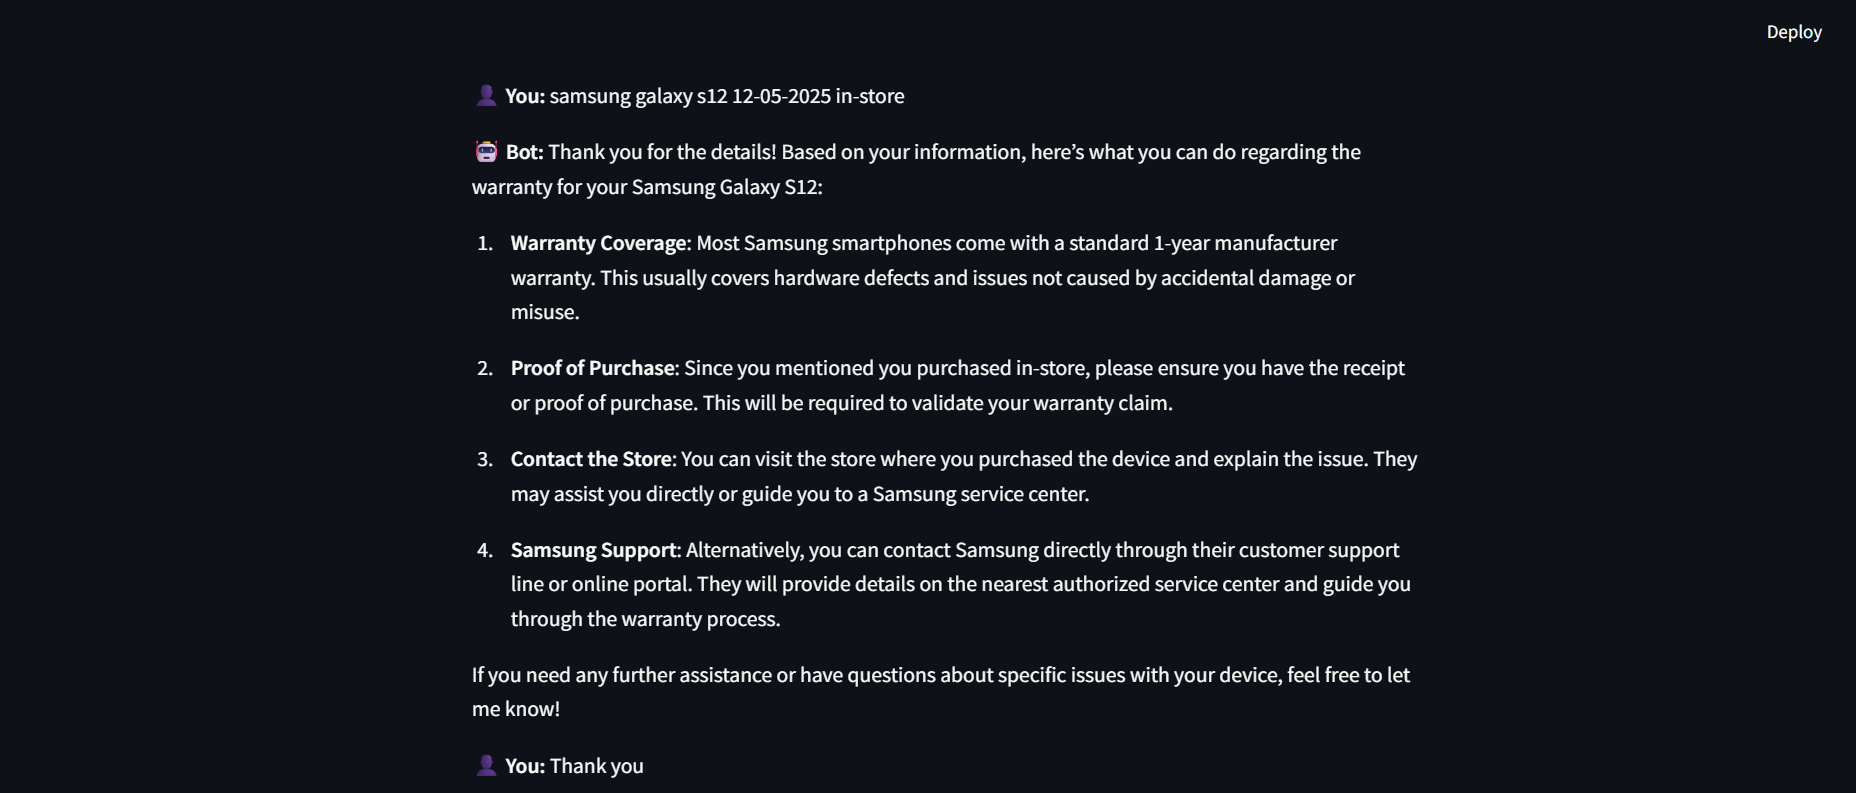 Deploy
You: samsung galaxy s12 12-05-2025 in-store
Bot: Thank you for the details! Based on your information, here’s what you can do regarding the
warranty for your Samsung Galaxy S12:
1. Warranty Coverage: Most Samsung smartphones come with a standard 1-year manufacturer
warranty. This usually covers hardware defects and issues not caused by accidental damage or
misuse.
2. Proof of Purchase: Since you mentioned you purchased in-store, please ensure you have the receipt
or proof of purchase. This will be required to validate your warranty claim.
3. Contact the Store: You can visit the store where you purchased the device and explain the issue. They
may assist you directly or guide you to a Samsung service center.
4. Samsung Support: Alternatively, you can contact Samsung directly through their customer support
line or online portal. They will provide details on the nearest authorized service center and guide you
through the warranty process.
If you need any further assistance or have questions about specific issues with your device, feel free to let
me know!
You: Thank you